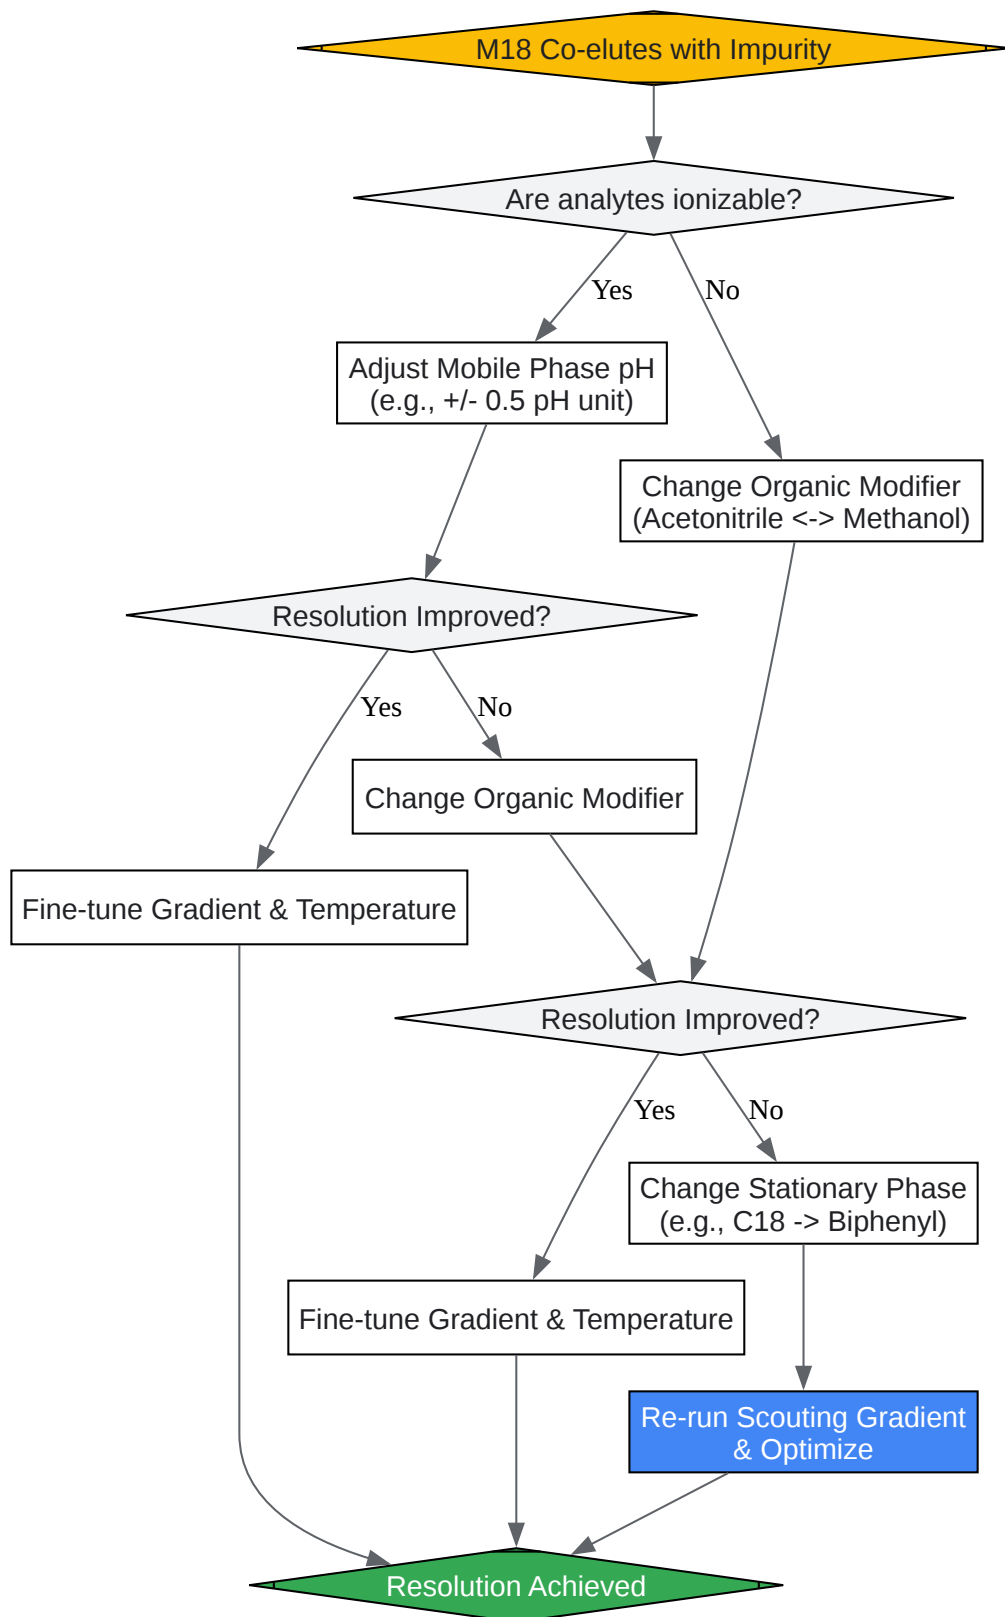 M18 Co-elutes with Impurity
Are analytes ionizable?
Yes
No
Adjust Mobile Phase pH
(e.g., +/- 0.5 pH unit)
Change Organic Modifier
(Acetonitrile <-> Methanol)
Resolution Improved?
Yes
No
Change Organic Modifier
Fine-tune Gradient & Temperature
Resolution Improved?
Yes
No
Change Stationary Phase
(e.g., C18 -> Biphenyl)
Fine-tune Gradient & Temperature
Re-run Scouting Gradient
& Optimize
Resolution Achieved